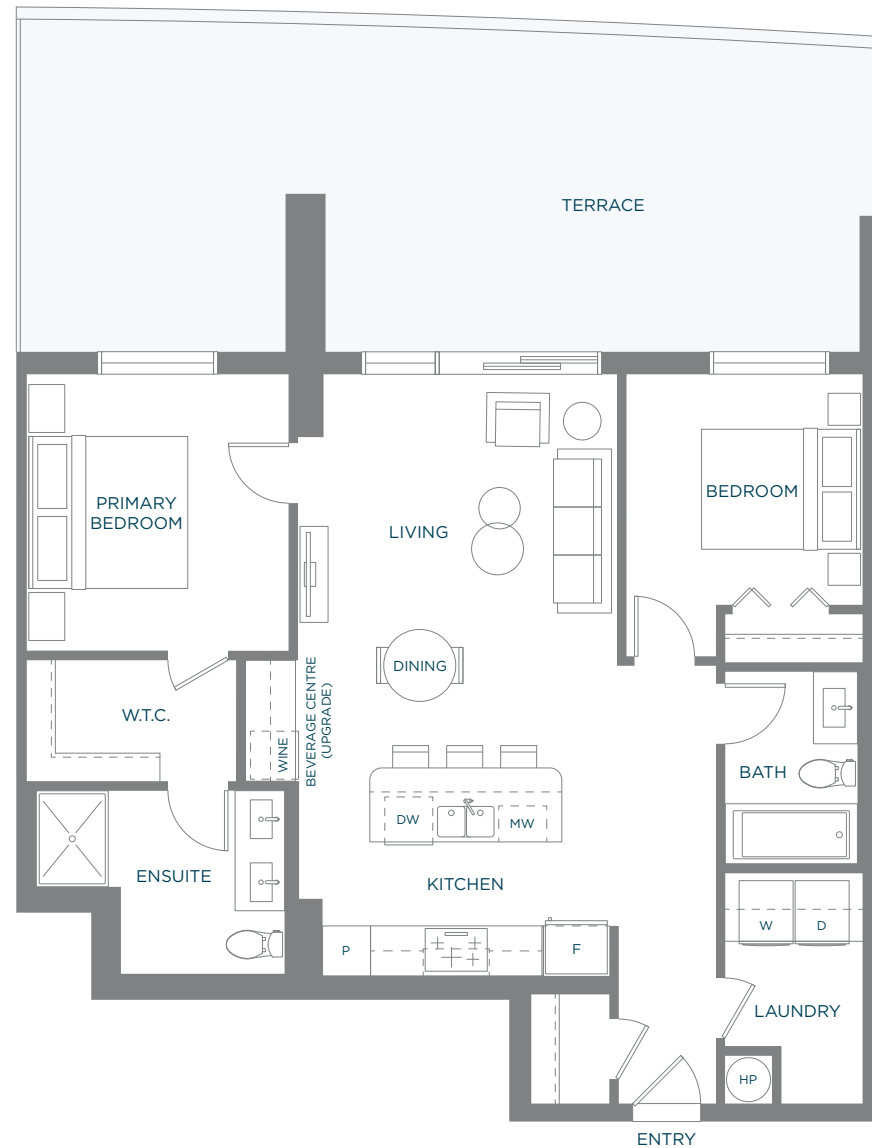 TERRACE
PRIMARY
BEDROOM
LIVING
BEDROOM
DINING
W.T.C.
WINE
BEVERAGE CENTRE
(UPGRADE)
BATH
DW
MW
ENSUITE
KITCHEN
P
F
W
D
LAUNDRY
HP
ENTRY